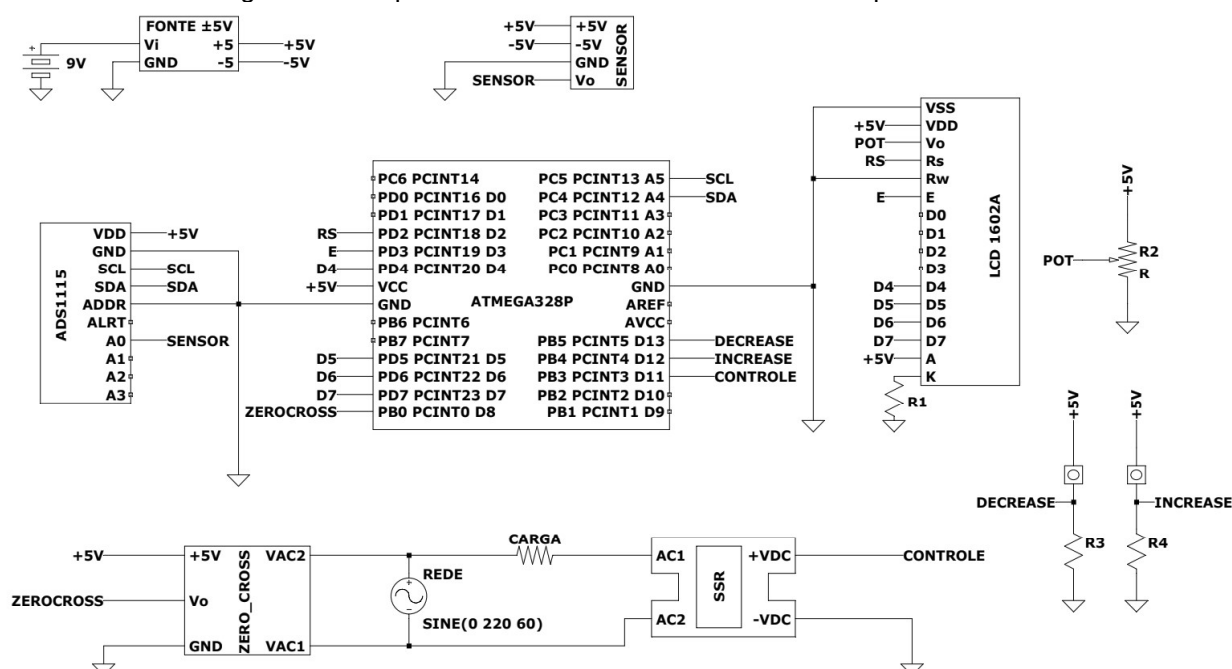 FONTE ±5V
Vi
+5
+5V
GND
-5
-5V
9V
+5V
+5V
-5V
-5V
GND
SENSOR
Vo
SENSOR
VSS
+5V
VDD
POT
Vo
RS
Rs
Rw
E
E
D0
D1
D2
D3
D4
D4
D5
D5
D6
D6
D7
D7
+5V
A
K
LCD 1602A
R1
+5V
POT
R2
R
PC6 PCINT14
PC5 PCINT13 A5
SCL
PD0 PCINT16 D0
PC4 PCINT12 A4
SDA
PD1 PCINT17 D1
PC3 PCINT11 A3
RS
PD2 PCINT18 D2
PC2 PCINT10 A2
E
PD3 PCINT19 D3
PC1 PCINT9 A1
D4
PD4 PCINT20 D4
PC0 PCINT8 A0
+5V
VCC
GND
GND
ATMEGA328P
AREF
PB6 PCINT6
AVCC
PB7 PCINT7
PB5 PCINT5 D13
DECREASE
D5
PD5 PCINT21 D5
PB4 PCINT4 D12
INCREASE
D6
PD6 PCINT22 D6
PB3 PCINT3 D11
CONTROLE
D7
PD7 PCINT23 D7
PB2 PCINT2 D10
ZEROCROSS
PB0 PCINT0 D8
PB1 PCINT1 D9
ADS1115
VDD
+5V
GND
SCL
SCL
SDA
SDA
ADDR
ALRT
A0
SENSOR
A1
A2
A3
+5V
+5V
DECREASE
INCREASE
R3
R4
+5V
+5V
VAC2
ZEROCROSS
Vo
ZERO_CROSS
GND
VAC1
REDE
SINE(0 220 60)
CARGA
AC1
+VDC
CONTROLE
SSR
AC2
-VDC